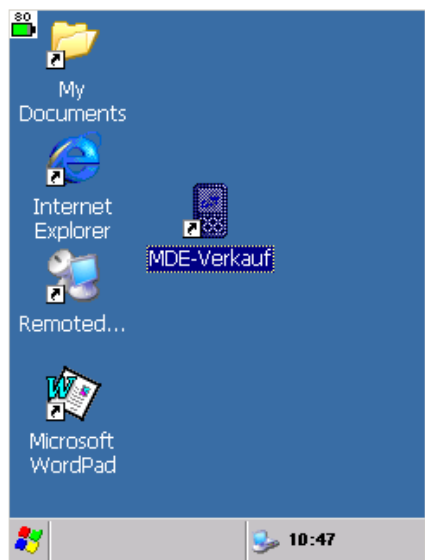 80
My
Documents
Internet
Explorer
MDE-Verkauf
Remoted...
Microsoft
WordPad
10:47